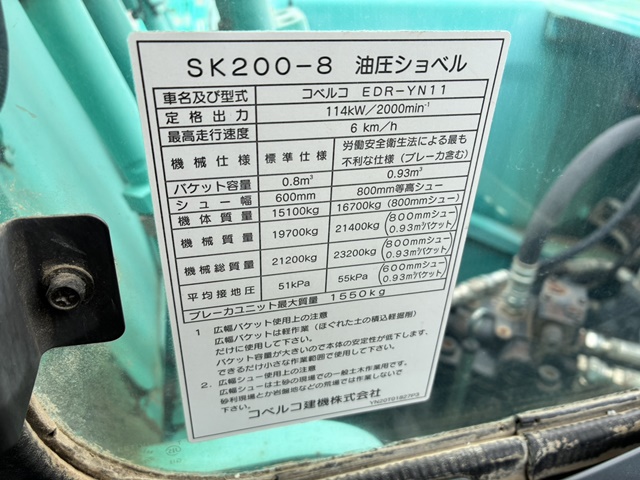 SK200-8 油圧ショベル
車名及び型式 コベルコ EDR-YN11
定格出力 114kW/2000min⁻¹
最高走行速度 6 km/h
機械仕様 標準仕様 労働安全衛生法による最も
不利な仕様(ブレーカ含む)
バケット容量 0.8m³ 0.93m³
シュー幅 600mm 800mm等高シュー
機体質量 15100kg 16700kg (800mmシュー)
機械質量 19700kg 21400kg (800mmシュー
0.93m³バケット)
機械総質量 21200kg 23200kg (800mmシュー
0.93m³バケット)
平均接地圧 51kPa 55kPa (600mmシュー
0.93m³バケット)
ブレーカユニット最大質量 1550kg
1 広幅バケット使用上の注意
広幅バケットは軽作業(ほぐれた土の積込軽掘削)
だけに使用して下さい。
バケット容量が大きいので本体の安定性が低下します。
できるだけ小さな作業範囲で使用して下さい。
2. 広幅シュー使用上の注意
広幅シューは土砂の現場での一般土木作業用です。
砂利現場とか岩盤地などの荒場では作業しないで
下さい。
コベルコ建機株式会社